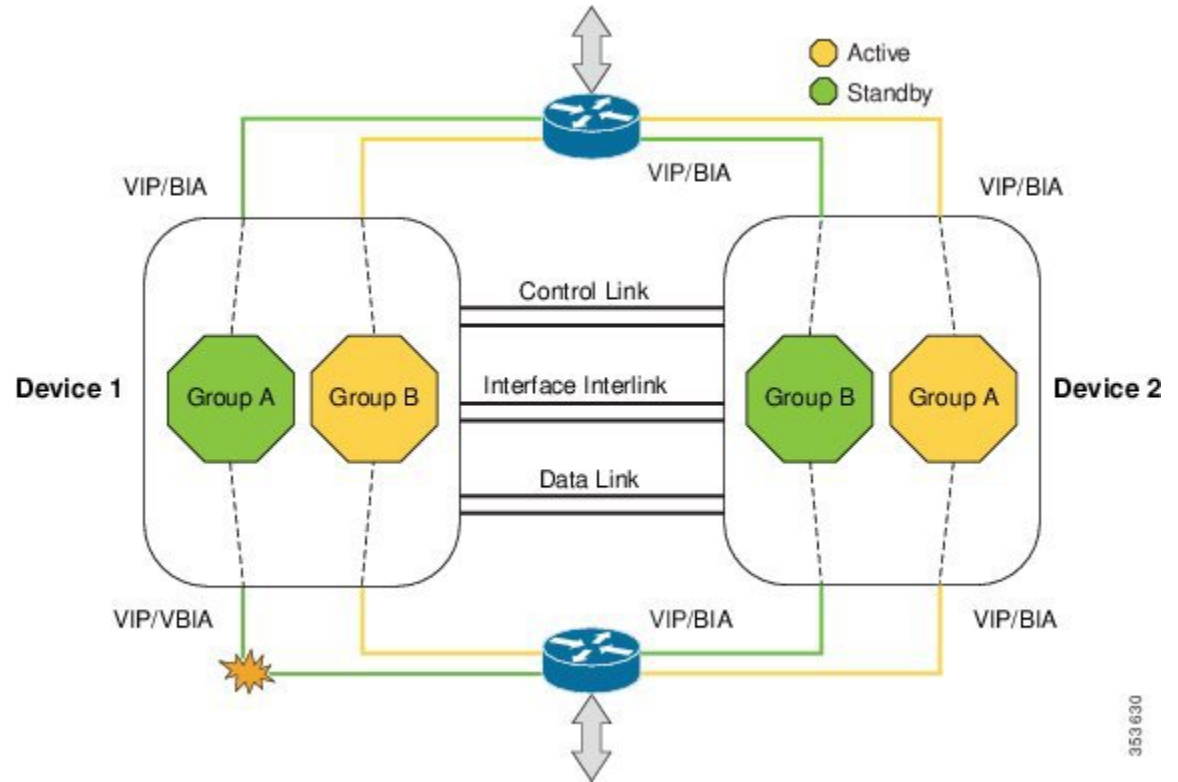 Active
Standby
VIP/BIA
VIP/BIA
VIP/BIA
Control Link
Device 1
Group A
Group B
Interface Interlink
Group B
Group A
Device 2
Data Link
VIP/VBIA
VIP/BIA
VIP/BIA
353630